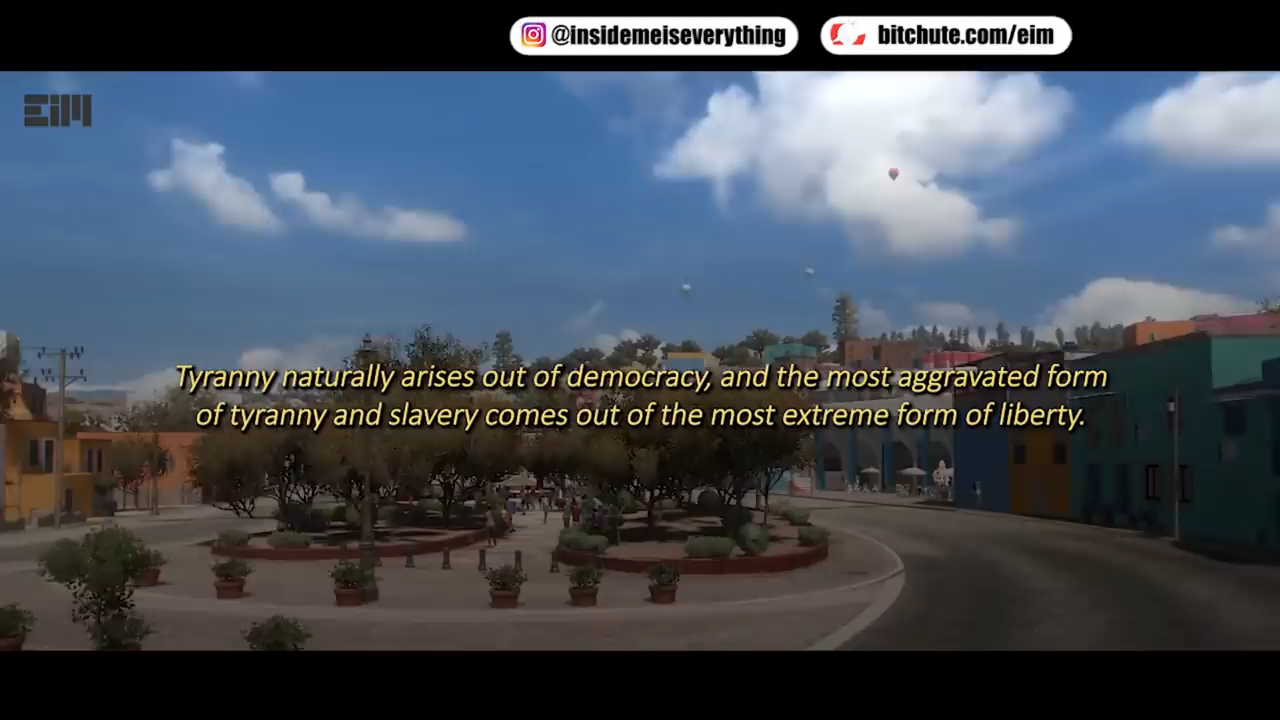 @insidemeiseverything bitchute.com/eim
EiM
Tyranny naturally arises out of democracy, and the most aggravated form
of tyranny and slavery comes out of the most extreme form of liberty.